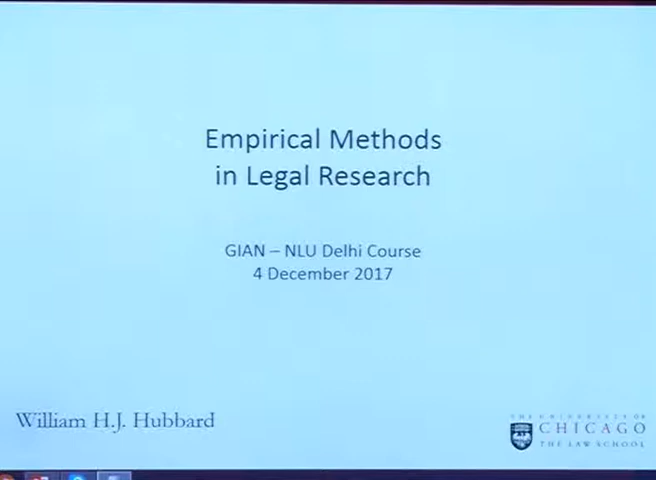 Empirical Methods
in Legal Research
GIAN – NLU Delhi Course
4 December 2017
William H.J. Hubbard
THE UNIVERSITY OF
CHICAGO
THE LAW SCHOOL